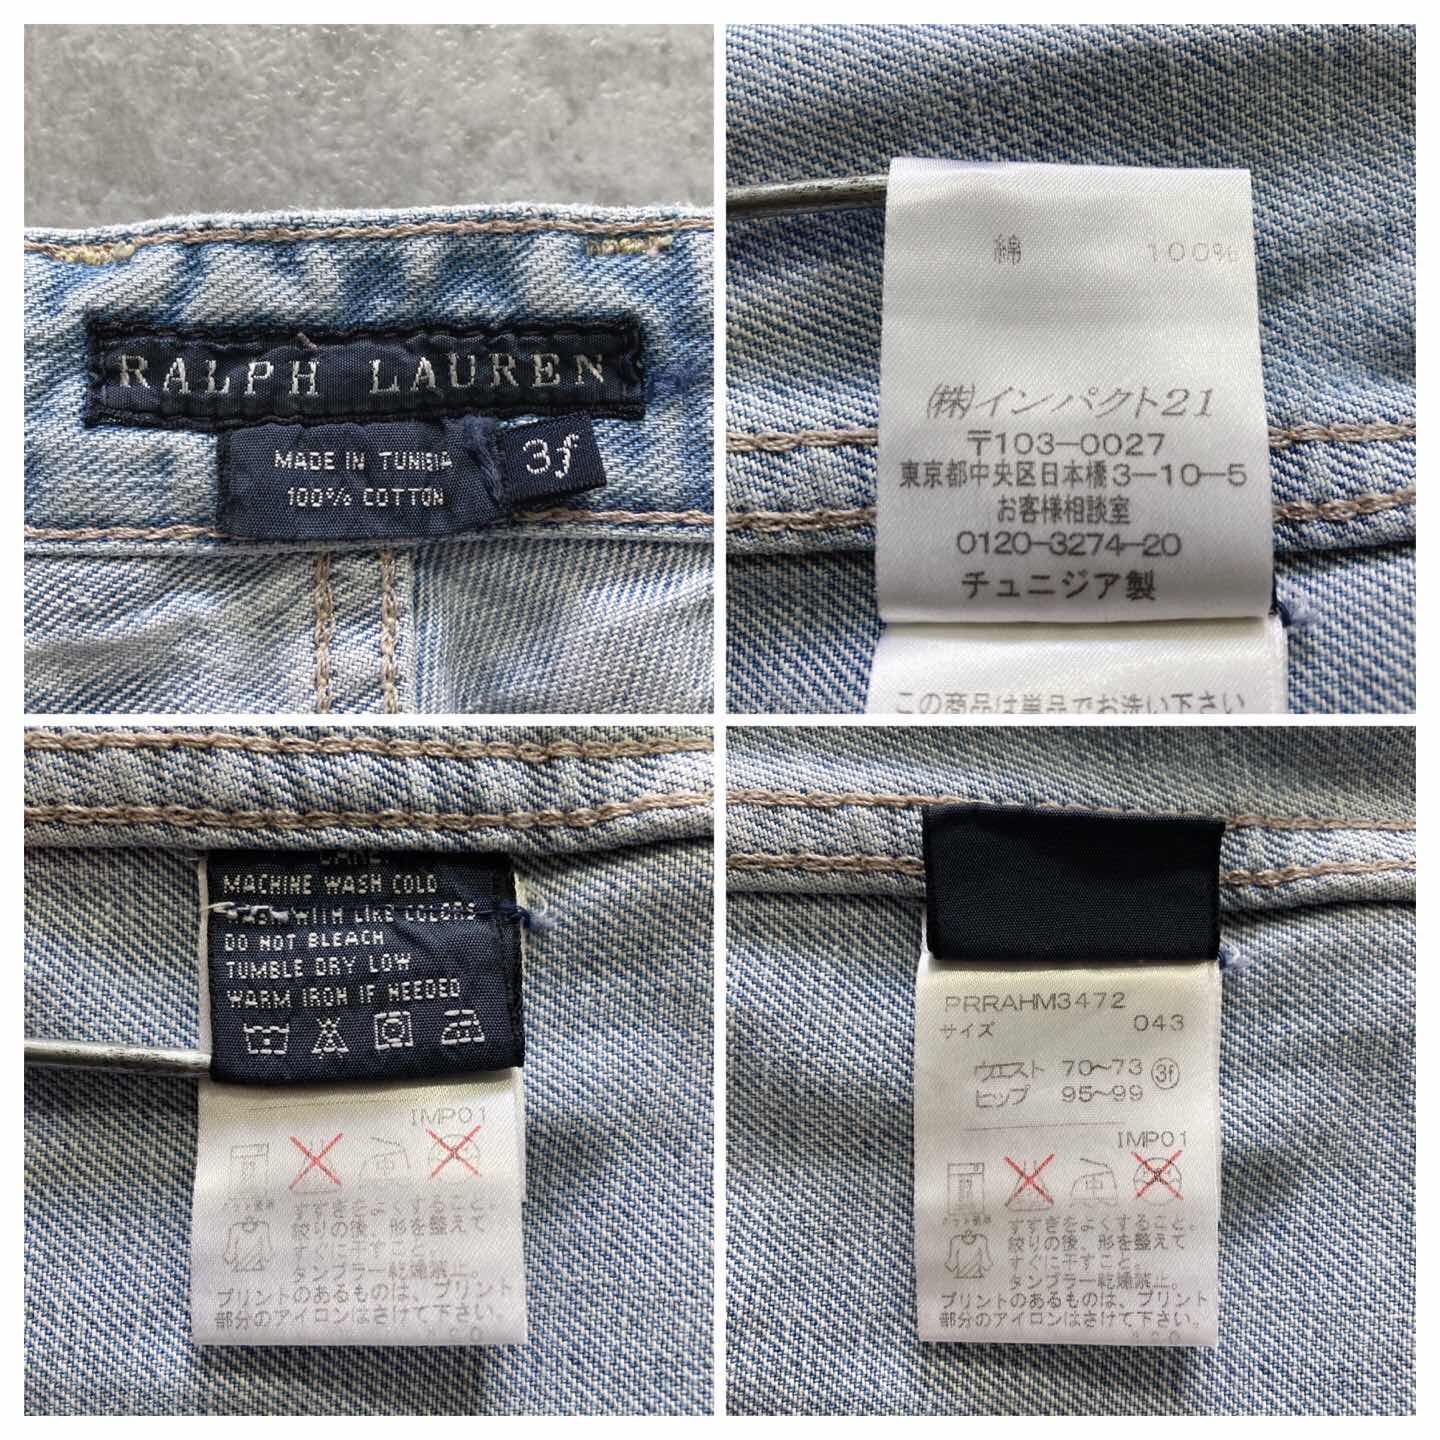 RALPH LAUREN
MADE IN TUNISIA
100% COTTON
3f
綿 100%
㈱インパクト21
〒103-0027
東京都中央区日本橋3-10-5
お客様相談室
0120-3274-20
チュニジア製
この商品は単品でお洗い下さい
CARE:
MACHINE WASH COLD
WASH WITH LIKE COLORS
DO NOT BLEACH
TUMBLE DRY LOW
WARM IRON IF NEEDED
IMP01
中
すすぎをよくすること。
絞りの後、形を整えて
すぐに干すこと。
タンブラー乾燥禁止。
プリントのあるものは、プリント
部分のアイロンはさけて下さい。
PRRAHM3472
サイズ 043
ウエスト 70~73 3f
ヒップ 95~99
IMP01
中
すすぎをよくすること。
絞りの後、形を整えて
すぐに干すこと。
タンブラー乾燥禁止。
プリントのあるものは、プリント
部分のアイロンはさけて下さい。